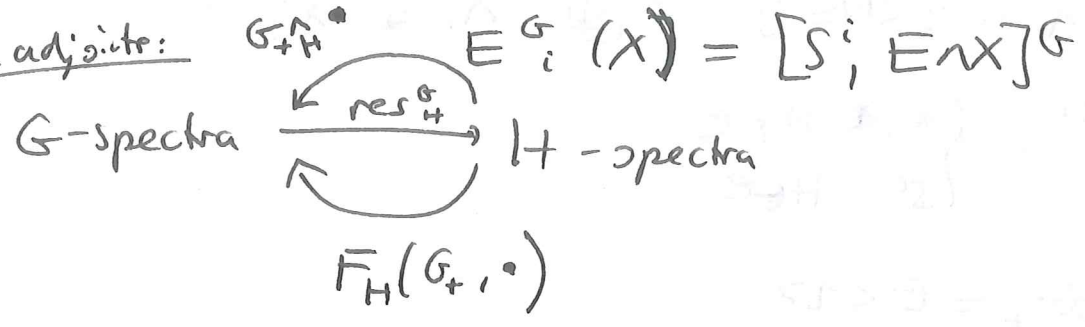 adjoints: G₊∧_H • E^G_i (X) = [S^i, E∧X]^G
res^G_H
G-spectra H-spectra
F_H(G₊, •)